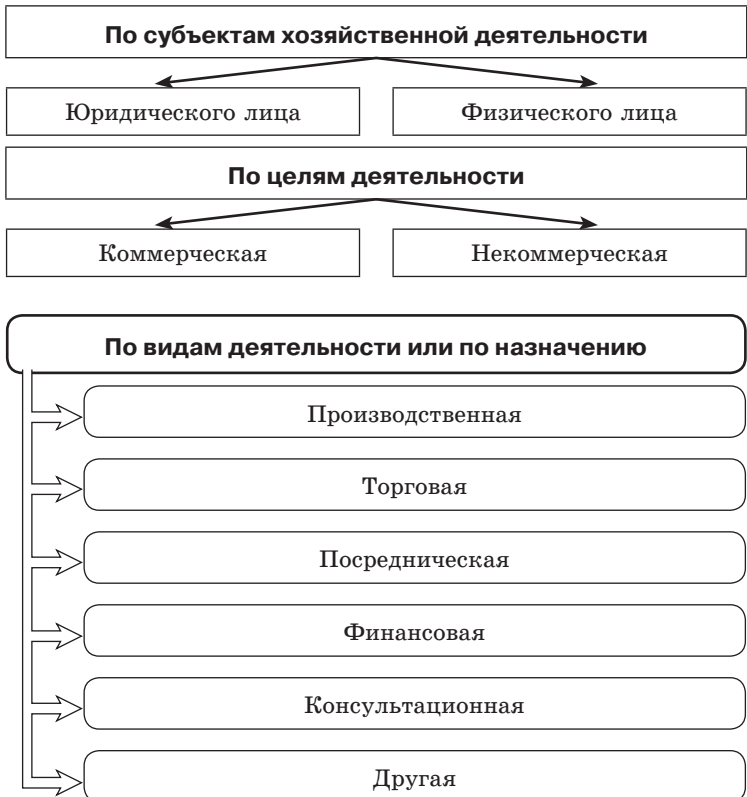 По субъектам хозяйственной деятельности
Юридического лица
Физического лица
По целям деятельности
Коммерческая
Некоммерческая
По видам деятельности или по назначению
Производственная
Торговая
Посредническая
Финансовая
Консультационная
Другая